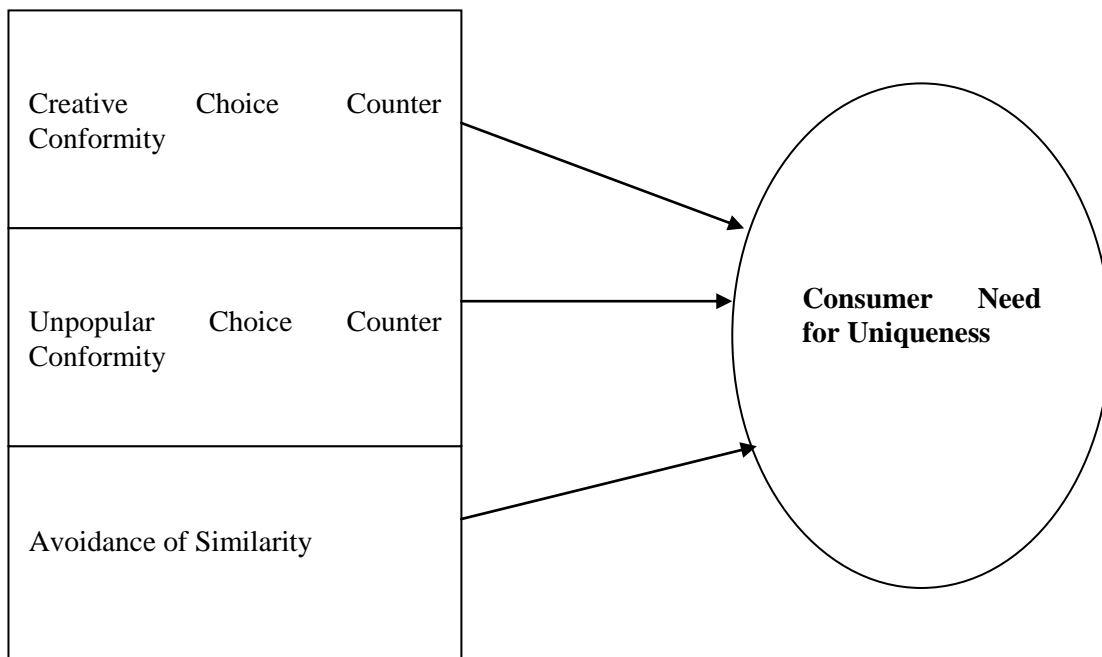 Creative Choice Counter
Conformity
Unpopular Choice Counter
Conformity
Avoidance of Similarity
Consumer Need
for Uniqueness